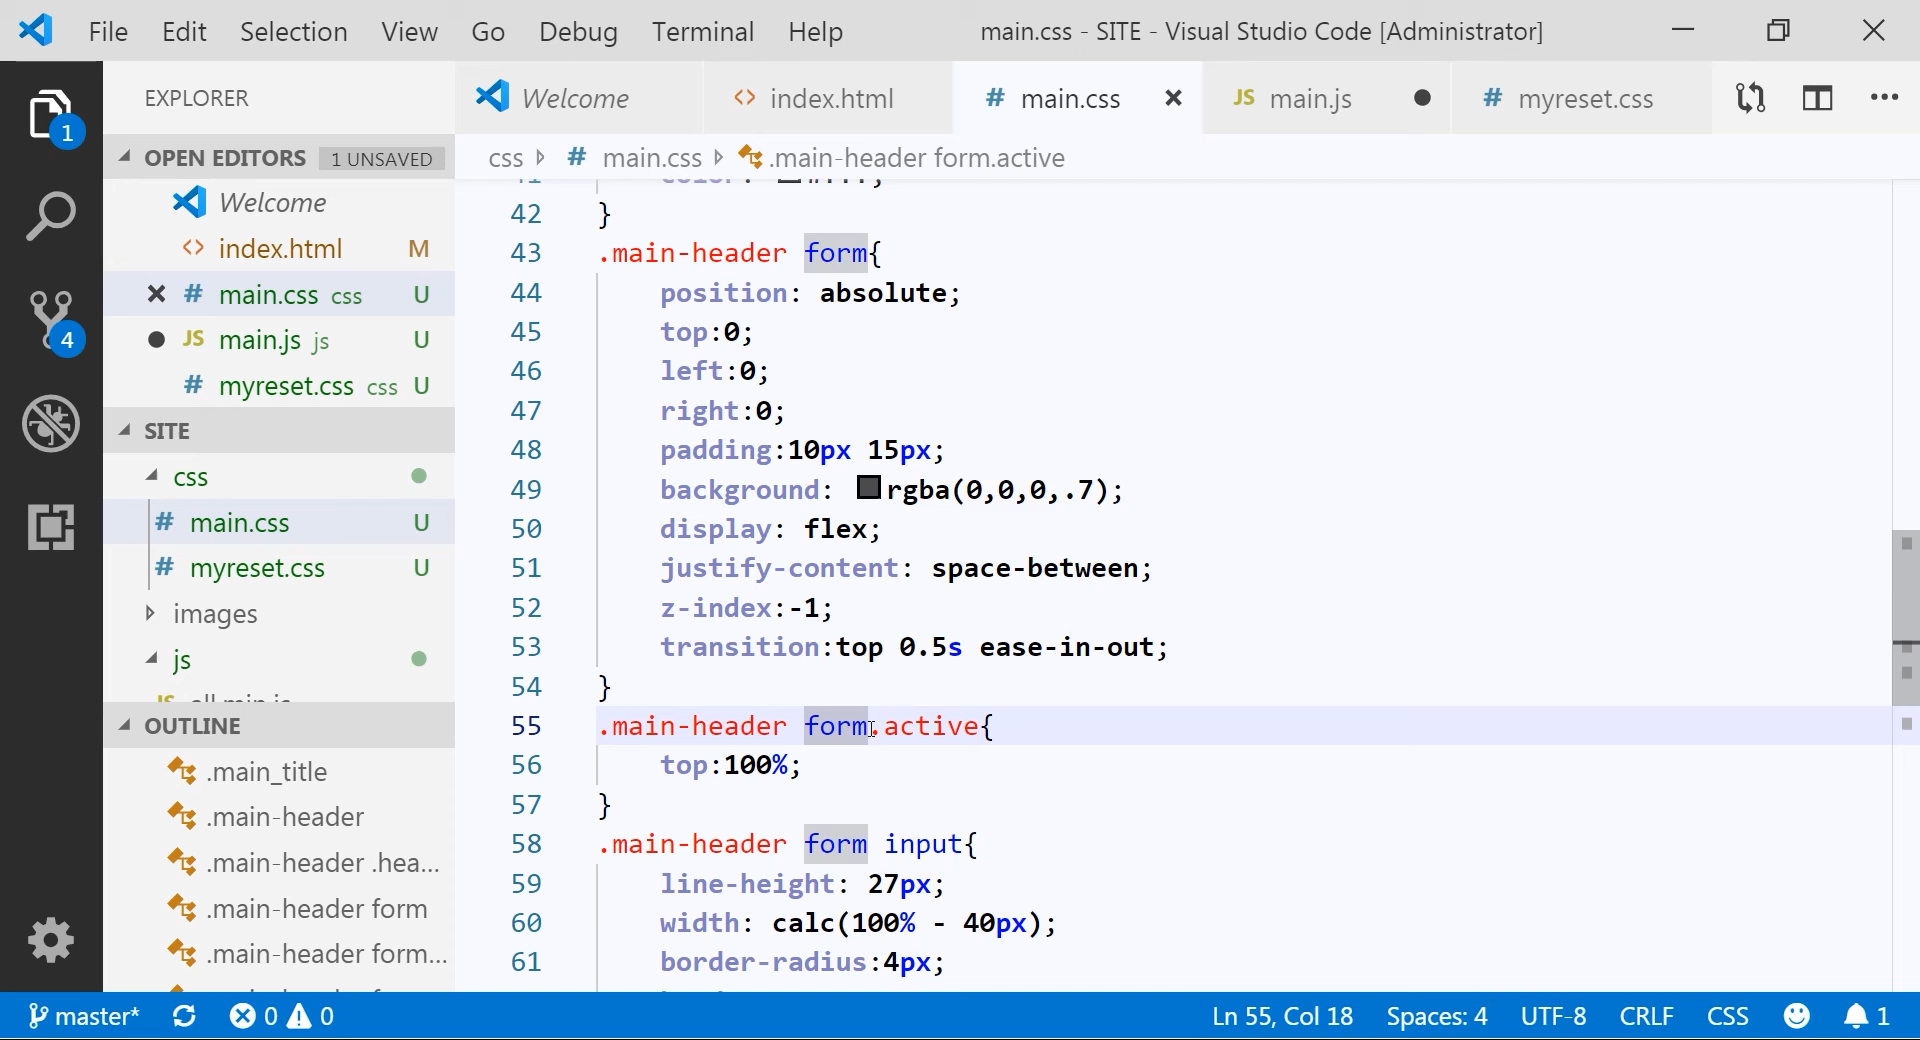 File Edit Selection View Go Debug Terminal Help main.css - SITE - Visual Studio Code [Administrator]
EXPLORER
Welcome <> index.html # main.css JS main.js # myreset.css
OPEN EDITORS 1 UNSAVED
Welcome
<> index.html M
# main.css css U
JS main.js js U
# myreset.css css U
SITE
css
# main.css U
# myreset.css U
images
js
OUTLINE
.main_title
.main-header
.main-header .hea...
.main-header form
.main-header form...
css # main.css .main-header form.active
42 }
43 .main-header form{
44 position: absolute;
45 top:0;
46 left:0;
47 right:0;
48 padding:10px 15px;
49 background: rgba(0,0,0,.7);
50 display: flex;
51 justify-content: space-between;
52 z-index:-1;
53 transition:top 0.5s ease-in-out;
54 }
55 .main-header form.active{
56 top:100%;
57 }
58 .main-header form input{
59 line-height: 27px;
60 width: calc(100% - 40px);
61 border-radius:4px;
1
4
master* 0 0 Ln 55, Col 18 Spaces: 4 UTF-8 CRLF CSS 1